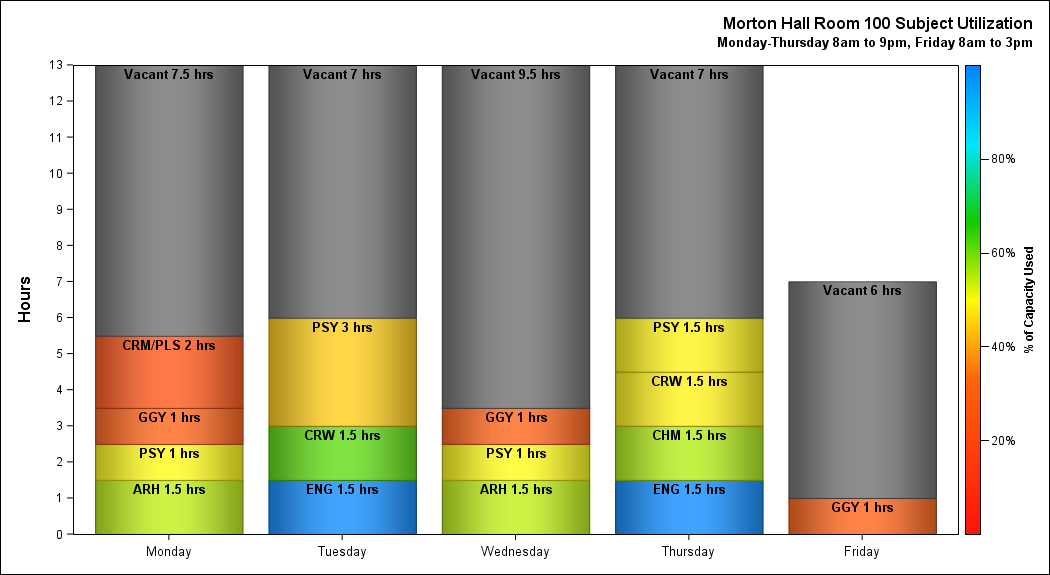 Morton Hall Room 100 Subject Utilization
Monday-Thursday 8am to 9pm, Friday 8am to 3pm
Hours
13
12
11
10
9
8
7
6
5
4
3
2
1
0
Vacant 7.5 hrs
CRM/PLS 2 hrs
GGY 1 hrs
PSY 1 hrs
ARH 1.5 hrs
Vacant 7 hrs
PSY 3 hrs
CRW 1.5 hrs
ENG 1.5 hrs
Vacant 9.5 hrs
GGY 1 hrs
PSY 1 hrs
ARH 1.5 hrs
Vacant 7 hrs
PSY 1.5 hrs
CRW 1.5 hrs
CHM 1.5 hrs
ENG 1.5 hrs
Vacant 6 hrs
GGY 1 hrs
Monday
Tuesday
Wednesday
Thursday
Friday
80%
60%
40%
20%
% of Capacity Used